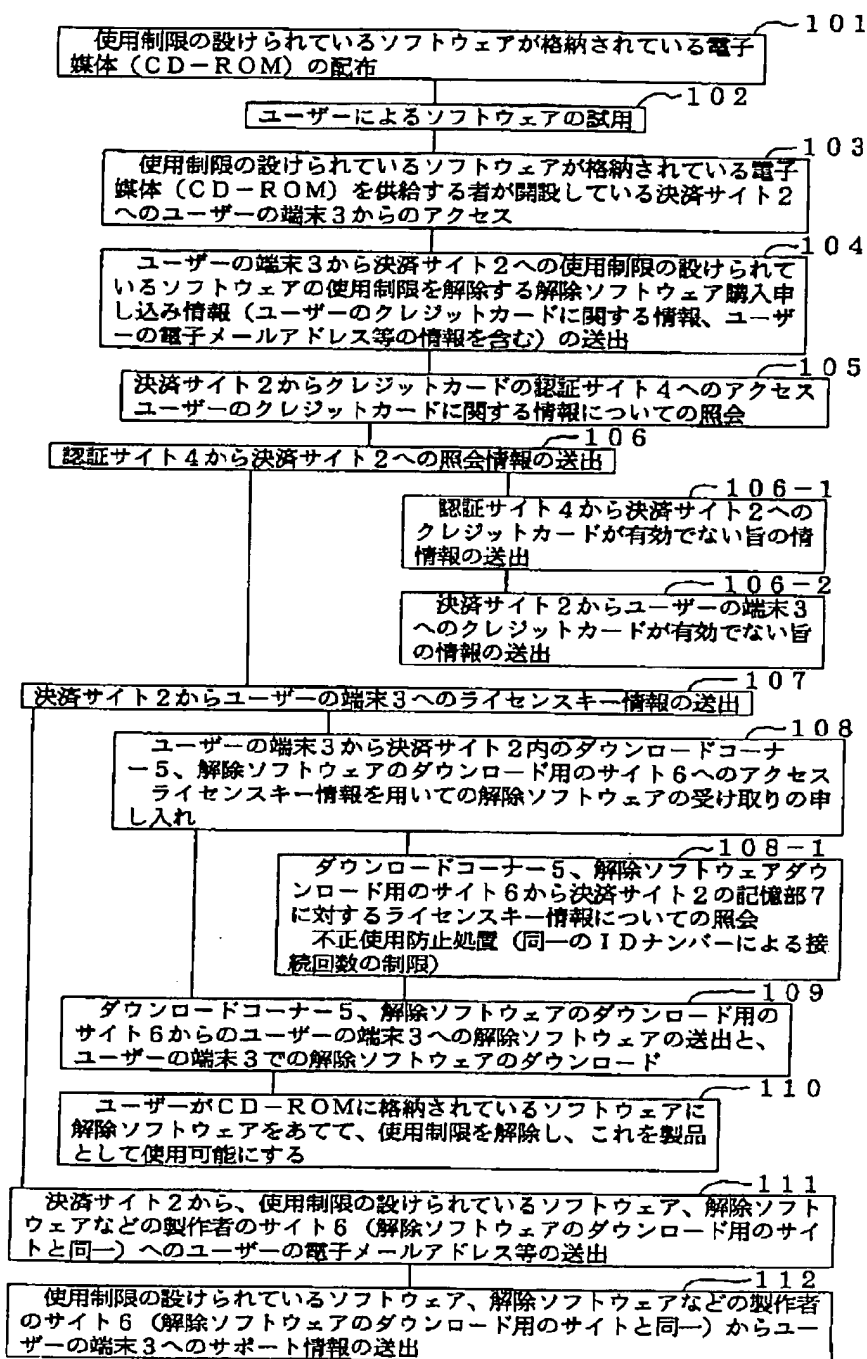 101
使用制限の設けられているソフトウェアが格納されている電子
媒体（CD－ROM）の配布
102
ユーザーによるソフトウェアの試用
103
使用制限の設けられているソフトウェアが格納されている電子
媒体（CD－ROM）を供給する者が開設している決済サイト2
へのユーザーの端末3からのアクセス
104
ユーザーの端末3から決済サイト2への使用制限の設けられて
いるソフトウェアの使用制限を解除する解除ソフトウェア購入申
し込み情報（ユーザーのクレジットカードに関する情報、ユーザ
ーの電子メールアドレス等の情報を含む）の送出
105
決済サイト2からクレジットカードの認証サイト4へのアクセス
ユーザーのクレジットカードに関する情報についての照会
106
認証サイト4から決済サイト2への照会情報の送出
106－1
認証サイト4から決済サイト2への
クレジットカードが有効でない旨の情
情報の送出
106－2
決済サイト2からユーザーの端末3
へのクレジットカードが有効でない旨
の情報の送出
107
決済サイト2からユーザーの端末3へのライセンスキー情報の送出
108
ユーザーの端末3から決済サイト2内のダウンロードコーナ
ー5、解除ソフトウェアのダウンロード用のサイト6へのアクセス
ライセンスキー情報を用いての解除ソフトウェアの受け取りの申
し入れ
108－1
ダウンロードコーナー5、解除ソフトウェアダウ
ンロード用のサイト6から決済サイト2の記憶部7
に対するライセンスキー情報についての照会
不正使用防止処置（同一のIDナンバーによる接
続回数の制限）
109
ダウンロードコーナー5、解除ソフトウェアのダウンロード用の
サイト6からのユーザーの端末3への解除ソフトウェアの送出と、
ユーザーの端末3での解除ソフトウェアのダウンロード
110
ユーザーがCD－ROMに格納されているソフトウェアに
解除ソフトウェアをあてて、使用制限を解除し、これを製品
として使用可能にする
111
決済サイト2から、使用制限の設けられているソフトウェア、解除ソフト
ウェアなどの製作者のサイト6（解除ソフトウェアのダウンロード用のサイ
トと同一）へのユーザーの電子メールアドレス等の送出
112
使用制限の設けられているソフトウェア、解除ソフトウェアなどの製作者
のサイト6（解除ソフトウェアのダウンロード用のサイトと同一）からユー
ザーの端末3へのサポート情報の送出